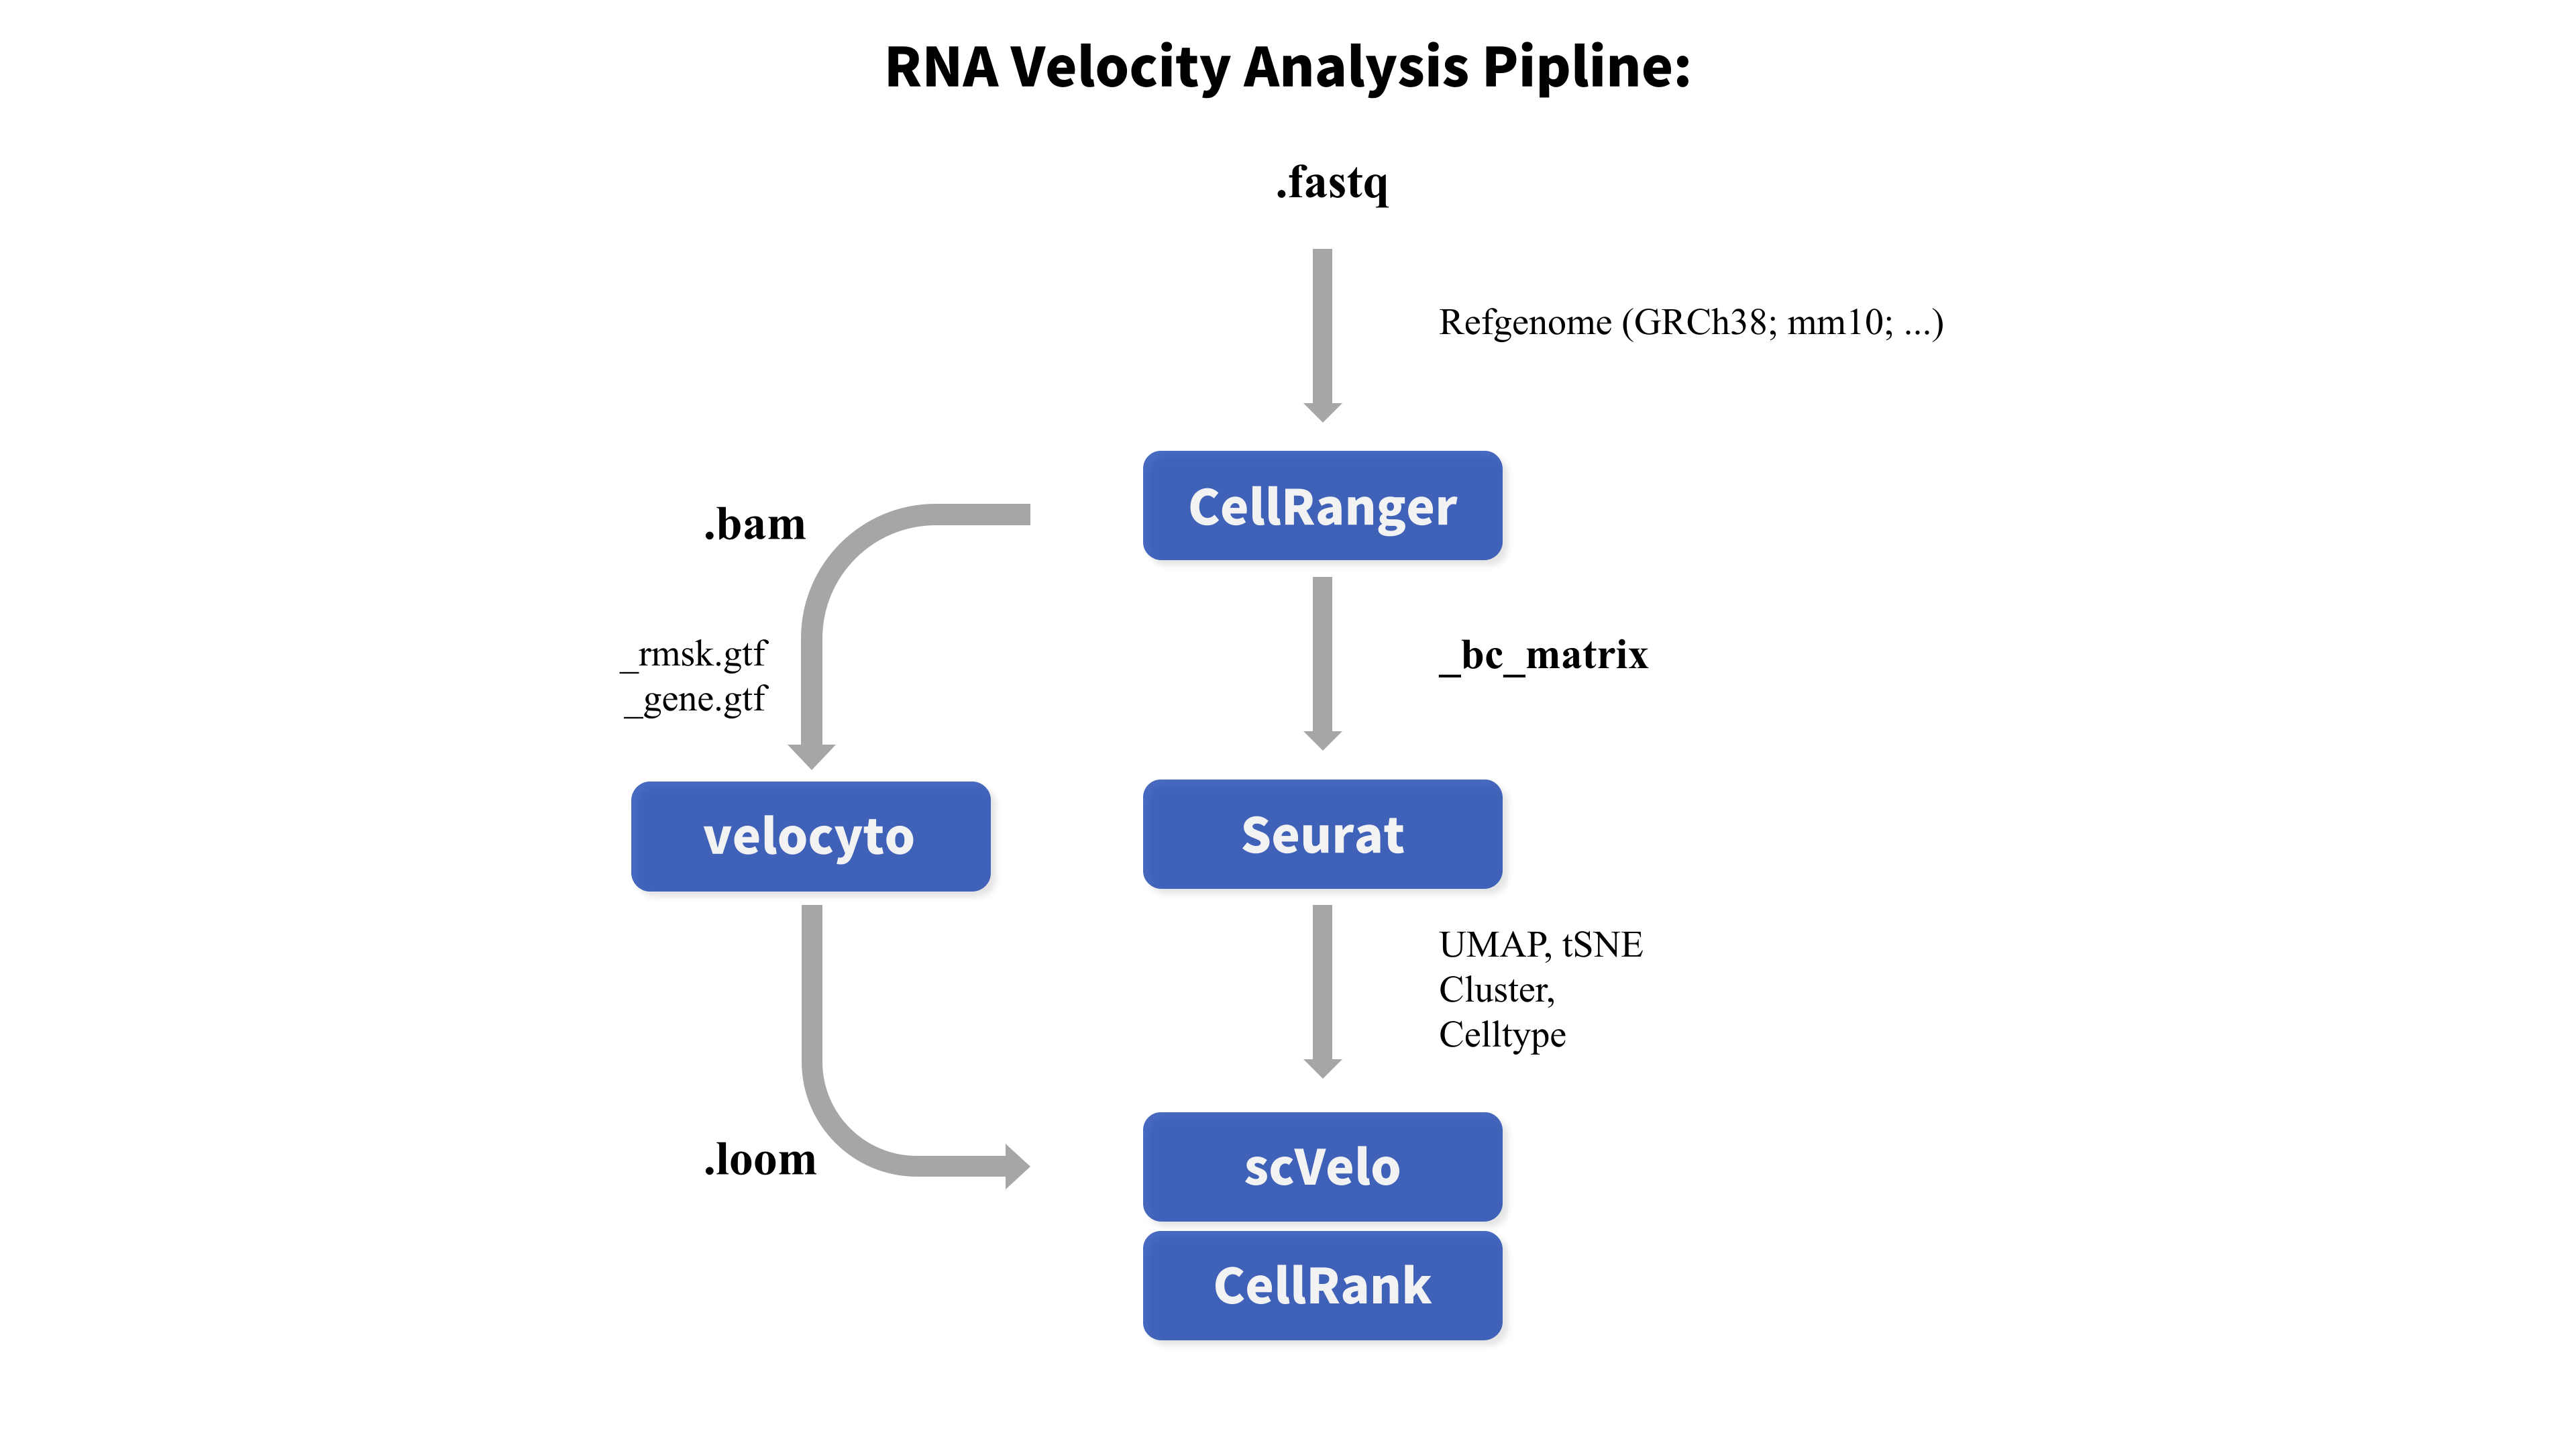 RNA Velocity Analysis Pipline:
.fastq
Refgenome (GRCh38; mm10; ...)
CellRanger
.bam
_rmsk.gtf
_gene.gtf
_bc_matrix
velocyto
Seurat
UMAP, tSNE
Cluster,
Celltype
.loom
scVelo
CellRank